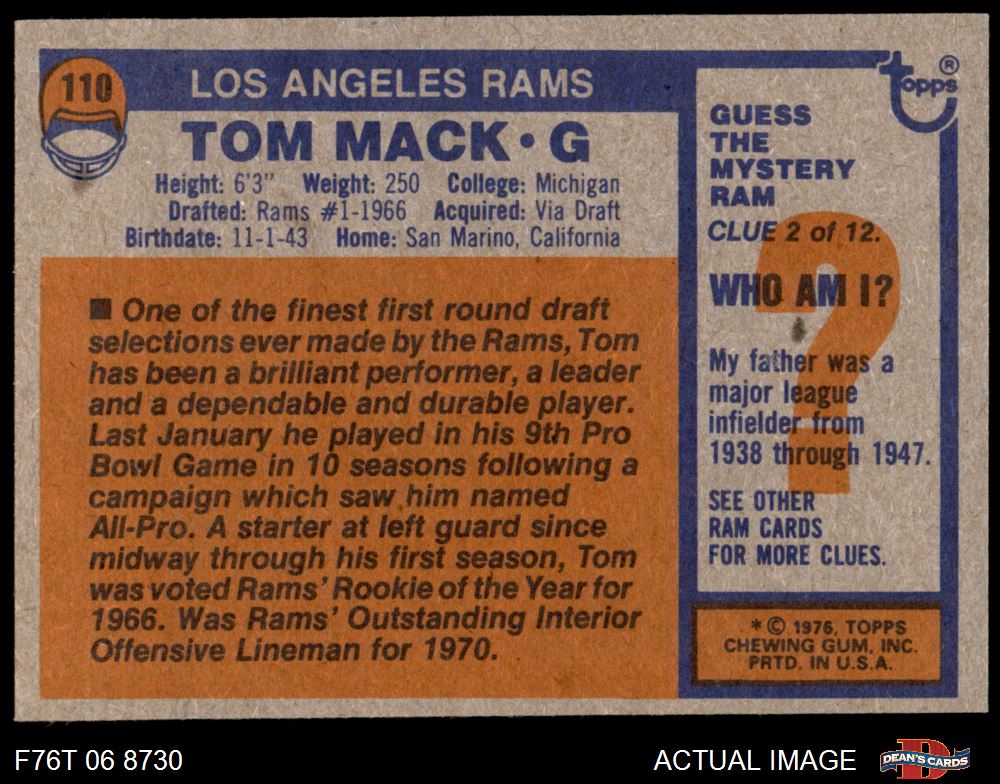 110
LOS ANGELES RAMS
TOM MACK • G
Height: 6'3" Weight: 250 College: Michigan
Drafted: Rams #1-1966 Acquired: Via Draft
Birthdate: 11-1-43 Home: San Marino, California
■ One of the finest first round draft
selections ever made by the Rams, Tom
has been a brilliant performer, a leader
and a dependable and durable player.
Last January he played in his 9th Pro
Bowl Game in 10 seasons following a
campaign which saw him named
All-Pro. A starter at left guard since
midway through his first season, Tom
was voted Rams' Rookie of the Year for
1966. Was Rams' Outstanding Interior
Offensive Lineman for 1970.
topps®
GUESS
THE
MYSTERY
RAM
CLUE 2 of 12.
WHO AM I?
?
My father was a
major league
infielder from
1938 through 1947.
SEE OTHER
RAM CARDS
FOR MORE CLUES.
* © 1976, TOPPS
CHEWING GUM, INC.
PRTD. IN U.S.A.
F76T 06 8730
ACTUAL IMAGE
DEAN'S CARDS